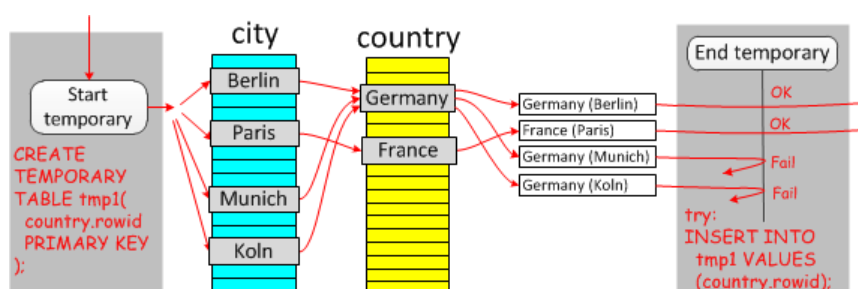 city
country
Start
temporary
CREATE
TEMPORARY
TABLE tmp1(
country.rowid
PRIMARY KEY
);
Berlin
Paris
Munich
Koln
Germany
France
Germany (Berlin)
France (Paris)
Germany (Munich)
Germany (Koln)
End temporary
OK
OK
Fail
Fail
try:
INSERT INTO
tmp1 VALUES
(country.rowid);